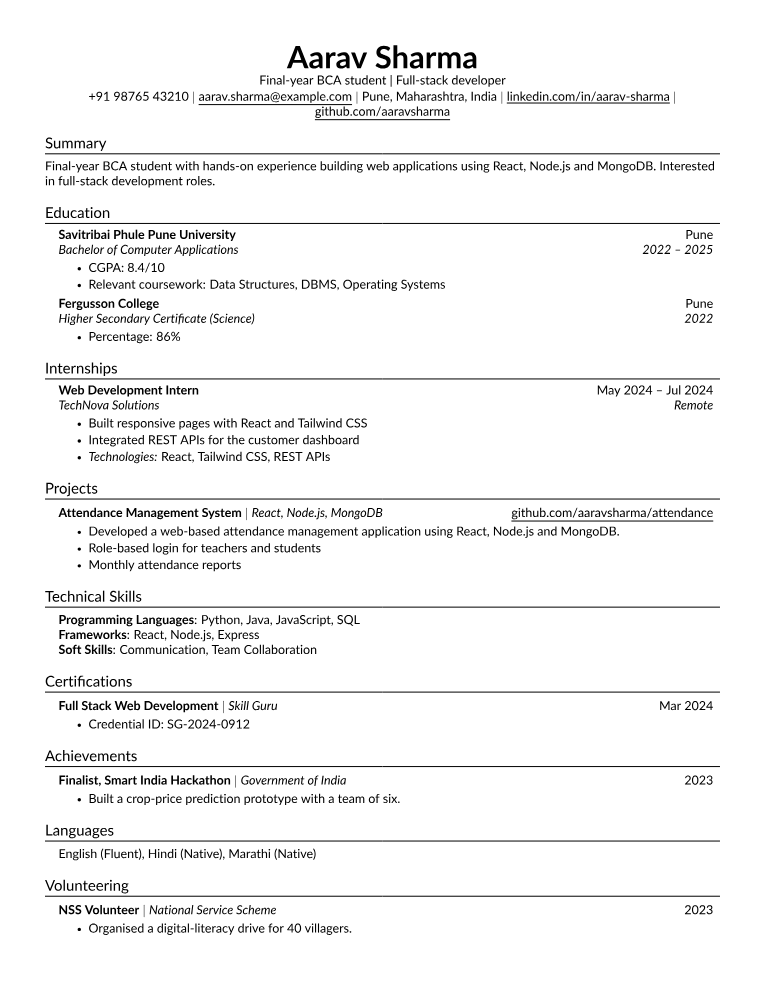 Aarav Sharma
Final-year BCA student | Full-stack developer
+91 98765 43210 | aarav.sharma@example.com | Pune, Maharashtra, India | linkedin.com/in/aarav-sharma |
github.com/aaravsharma
Summary
Final-year BCA student with hands-on experience building web applications using React, Node.js and MongoDB. Interested
in full-stack development roles.
Education
Savitribai Phule Pune University Pune
Bachelor of Computer Applications 2022 – 2025
• CGPA: 8.4/10
• Relevant coursework: Data Structures, DBMS, Operating Systems
Fergusson College Pune
Higher Secondary Certificate (Science) 2022
• Percentage: 86%
Internships
Web Development Intern May 2024 – Jul 2024
TechNova Solutions Remote
• Built responsive pages with React and Tailwind CSS
• Integrated REST APIs for the customer dashboard
• Technologies: React, Tailwind CSS, REST APIs
Projects
Attendance Management System | React, Node.js, MongoDB github.com/aaravsharma/attendance
• Developed a web-based attendance management application using React, Node.js and MongoDB.
• Role-based login for teachers and students
• Monthly attendance reports
Technical Skills
Programming Languages: Python, Java, JavaScript, SQL
Frameworks: React, Node.js, Express
Soft Skills: Communication, Team Collaboration
Certifications
Full Stack Web Development | Skill Guru Mar 2024
• Credential ID: SG-2024-0912
Achievements
Finalist, Smart India Hackathon | Government of India 2023
• Built a crop-price prediction prototype with a team of six.
Languages
English (Fluent), Hindi (Native), Marathi (Native)
Volunteering
NSS Volunteer | National Service Scheme 2023
• Organised a digital-literacy drive for 40 villagers.